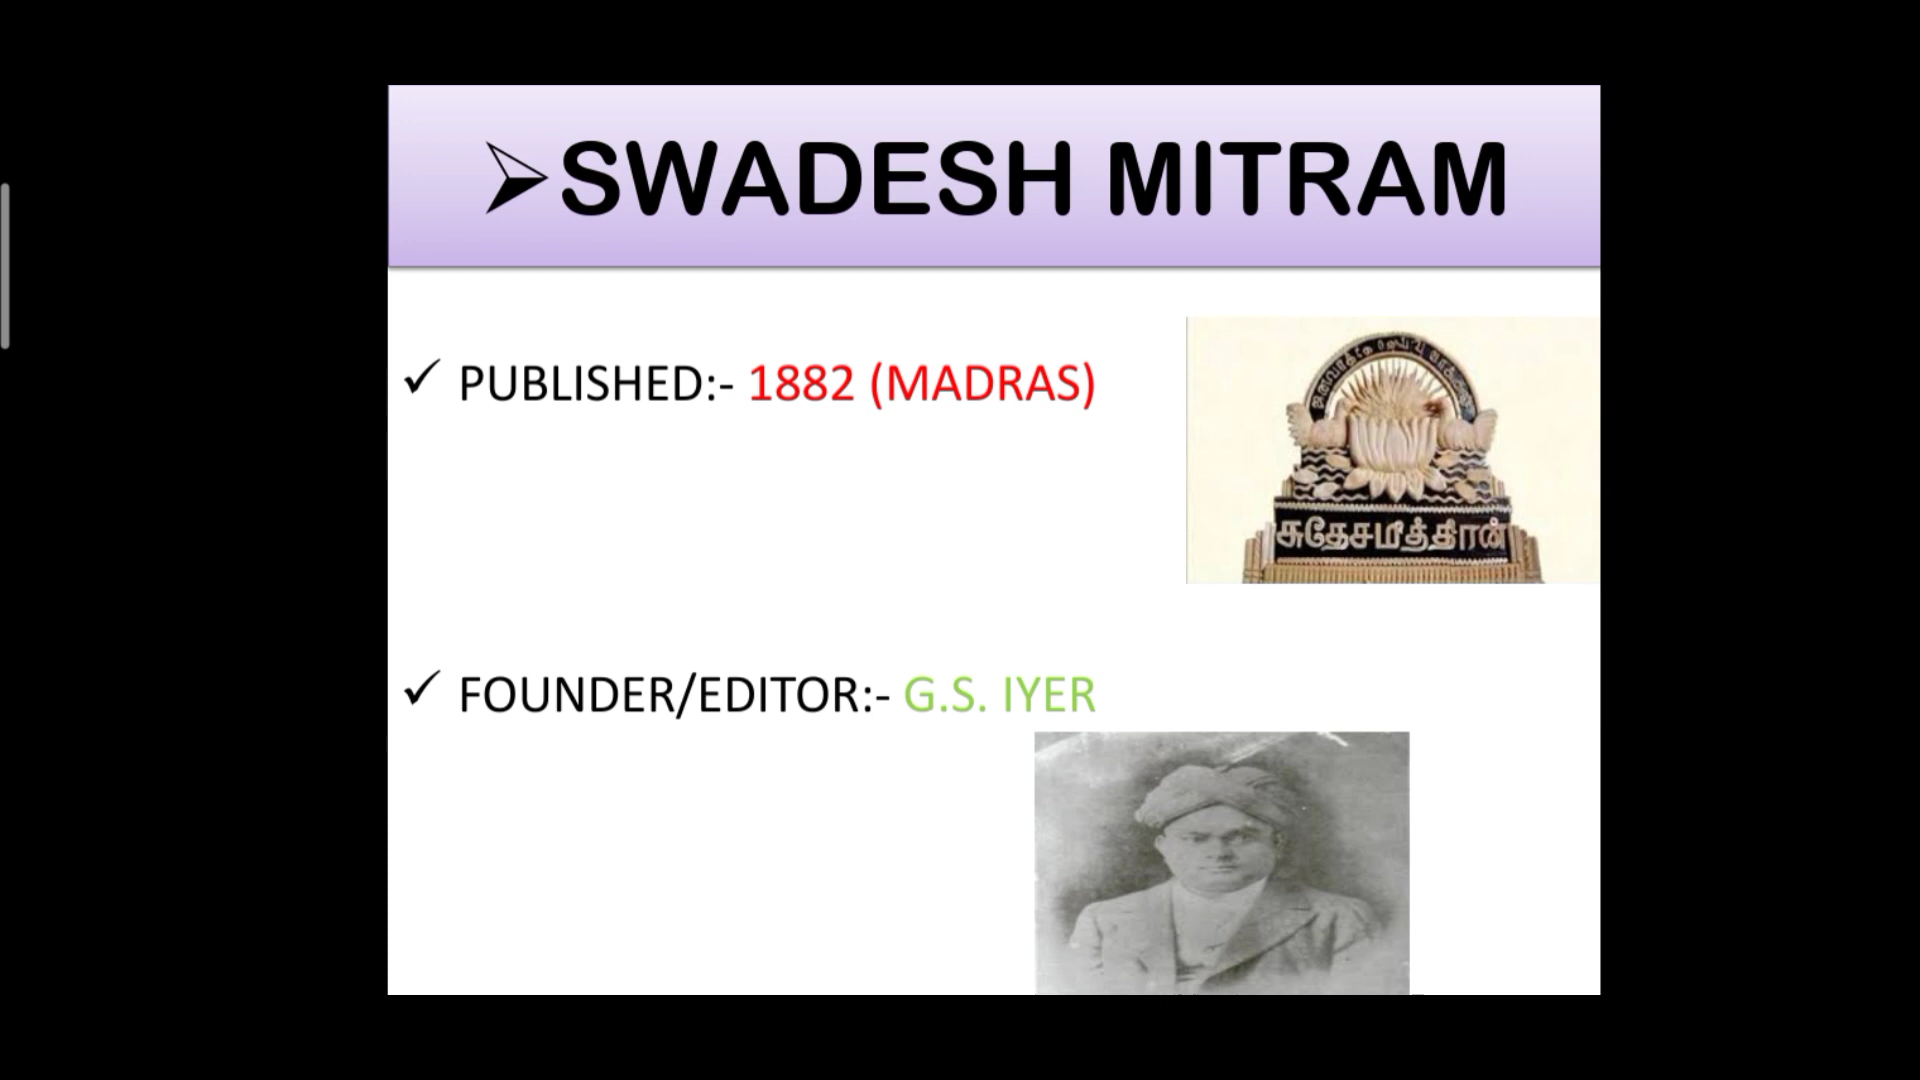 SWADESH MITRAM
PUBLISHED:- 1882 (MADRAS)
சுதேசமித்திரன்
FOUNDER/EDITOR:- G.S. IYER